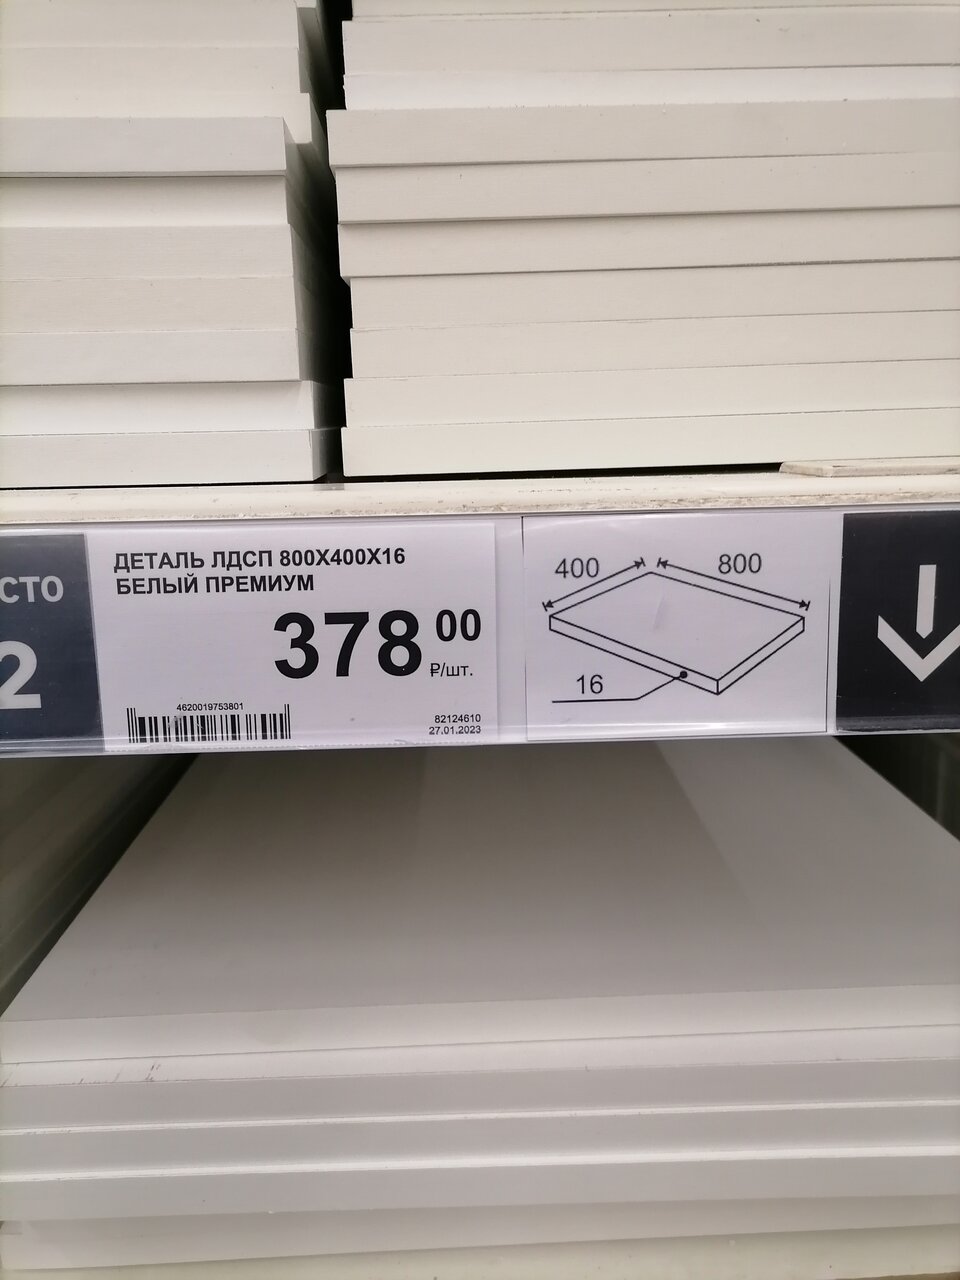 СТО
2
ДЕТАЛЬ ЛДСП 800Х400Х16
БЕЛЫЙ ПРЕМИУМ
378 00
₽/шт.
4620019753801
82124610
27.01.2023
400
800
16